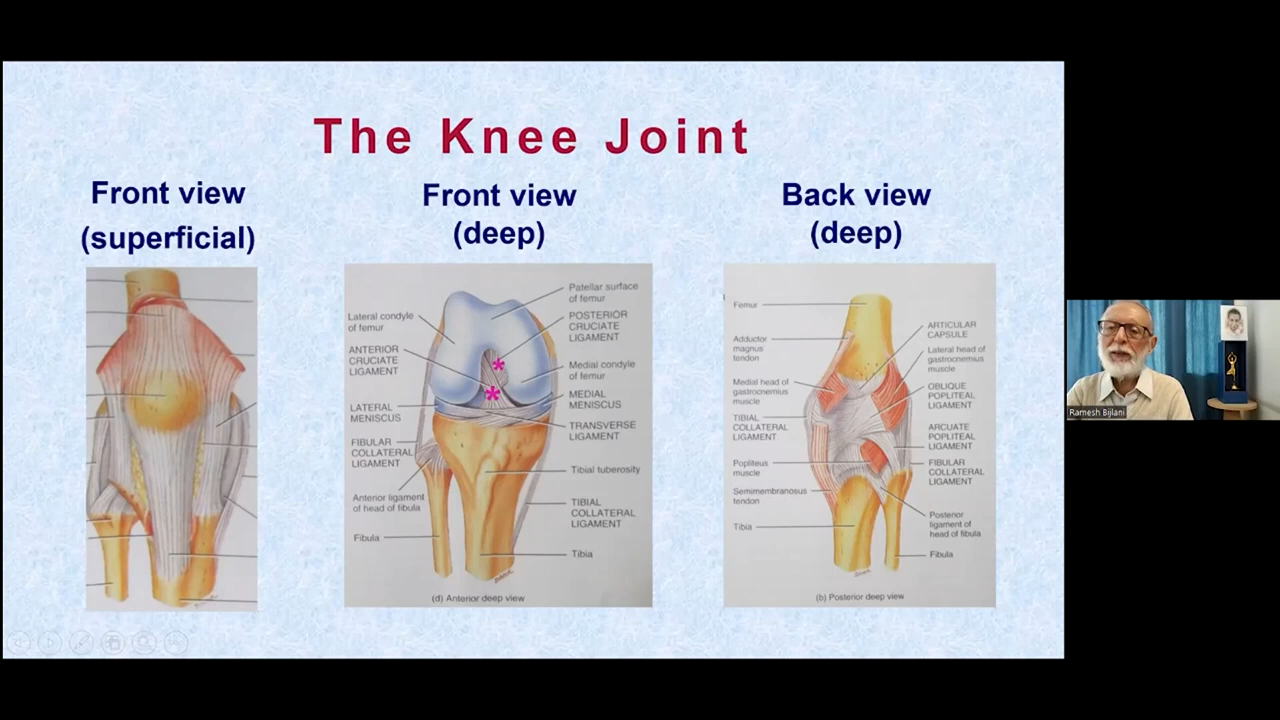 The Knee Joint
Front view
(superficial)
Front view
(deep)
Back view
(deep)
Patellar surface
of femur
Lateral condyle
of femur
POSTERIOR
CRUCIATE
LIGAMENT
ANTERIOR
CRUCIATE
LIGAMENT
Medial condyle
of femur
MEDIAL
MENISCUS
LATERAL
MENISCUS
TRANSVERSE
LIGAMENT
FIBULAR
COLLATERAL
LIGAMENT
Tibial tuberosity
Anterior ligament
of head of fibula
TIBIAL
COLLATERAL
LIGAMENT
Fibula
Tibia
(d) Anterior deep view
Femur
ARTICULAR
CAPSULE
Adductor
magnus
tendon
Lateral head of
gastrocnemius
muscle
Medial head of
gastrocnemius
muscle
OBLIQUE
POPLITEAL
LIGAMENT
TIBIAL
COLLATERAL
LIGAMENT
ARCUATE
POPLITEAL
LIGAMENT
Popliteus
muscle
FIBULAR
COLLATERAL
LIGAMENT
Semimembranosus
tendon
Posterior
ligament of
head of fibula
Tibia
Fibula
(b) Posterior deep view
Ramesh Bijlani